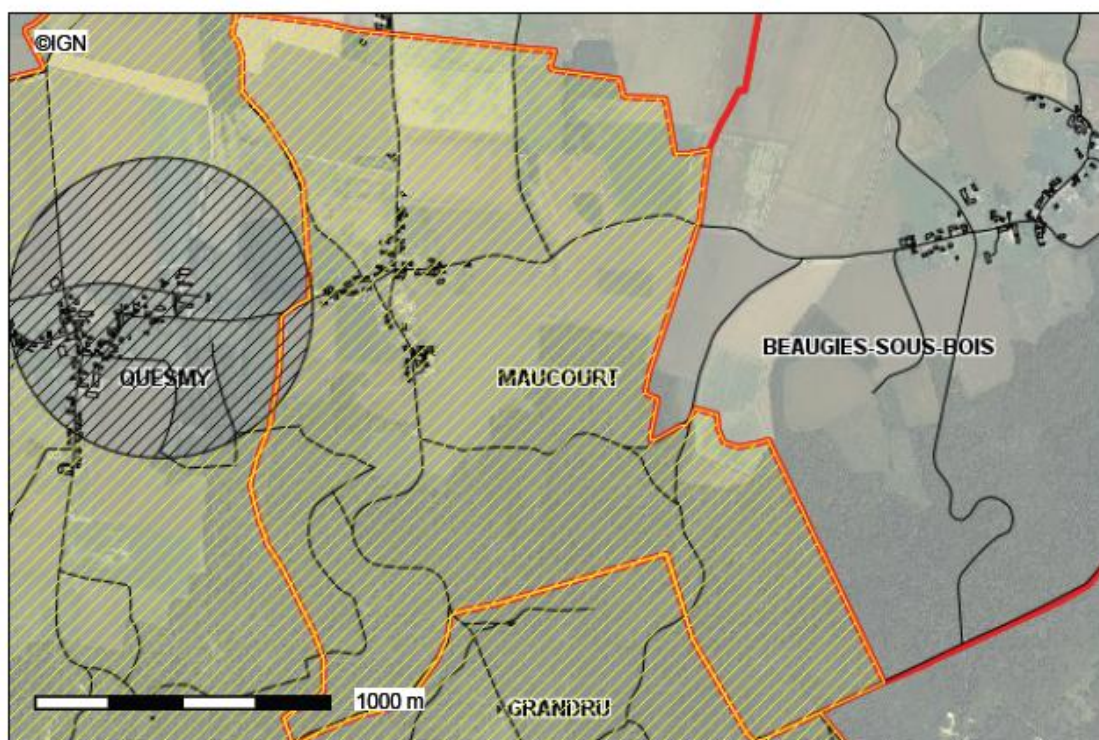 ©IGN
BEAUGIES-SOUS-BOIS
QUESMY
MAUCOURT
1000 m
GRANDRU